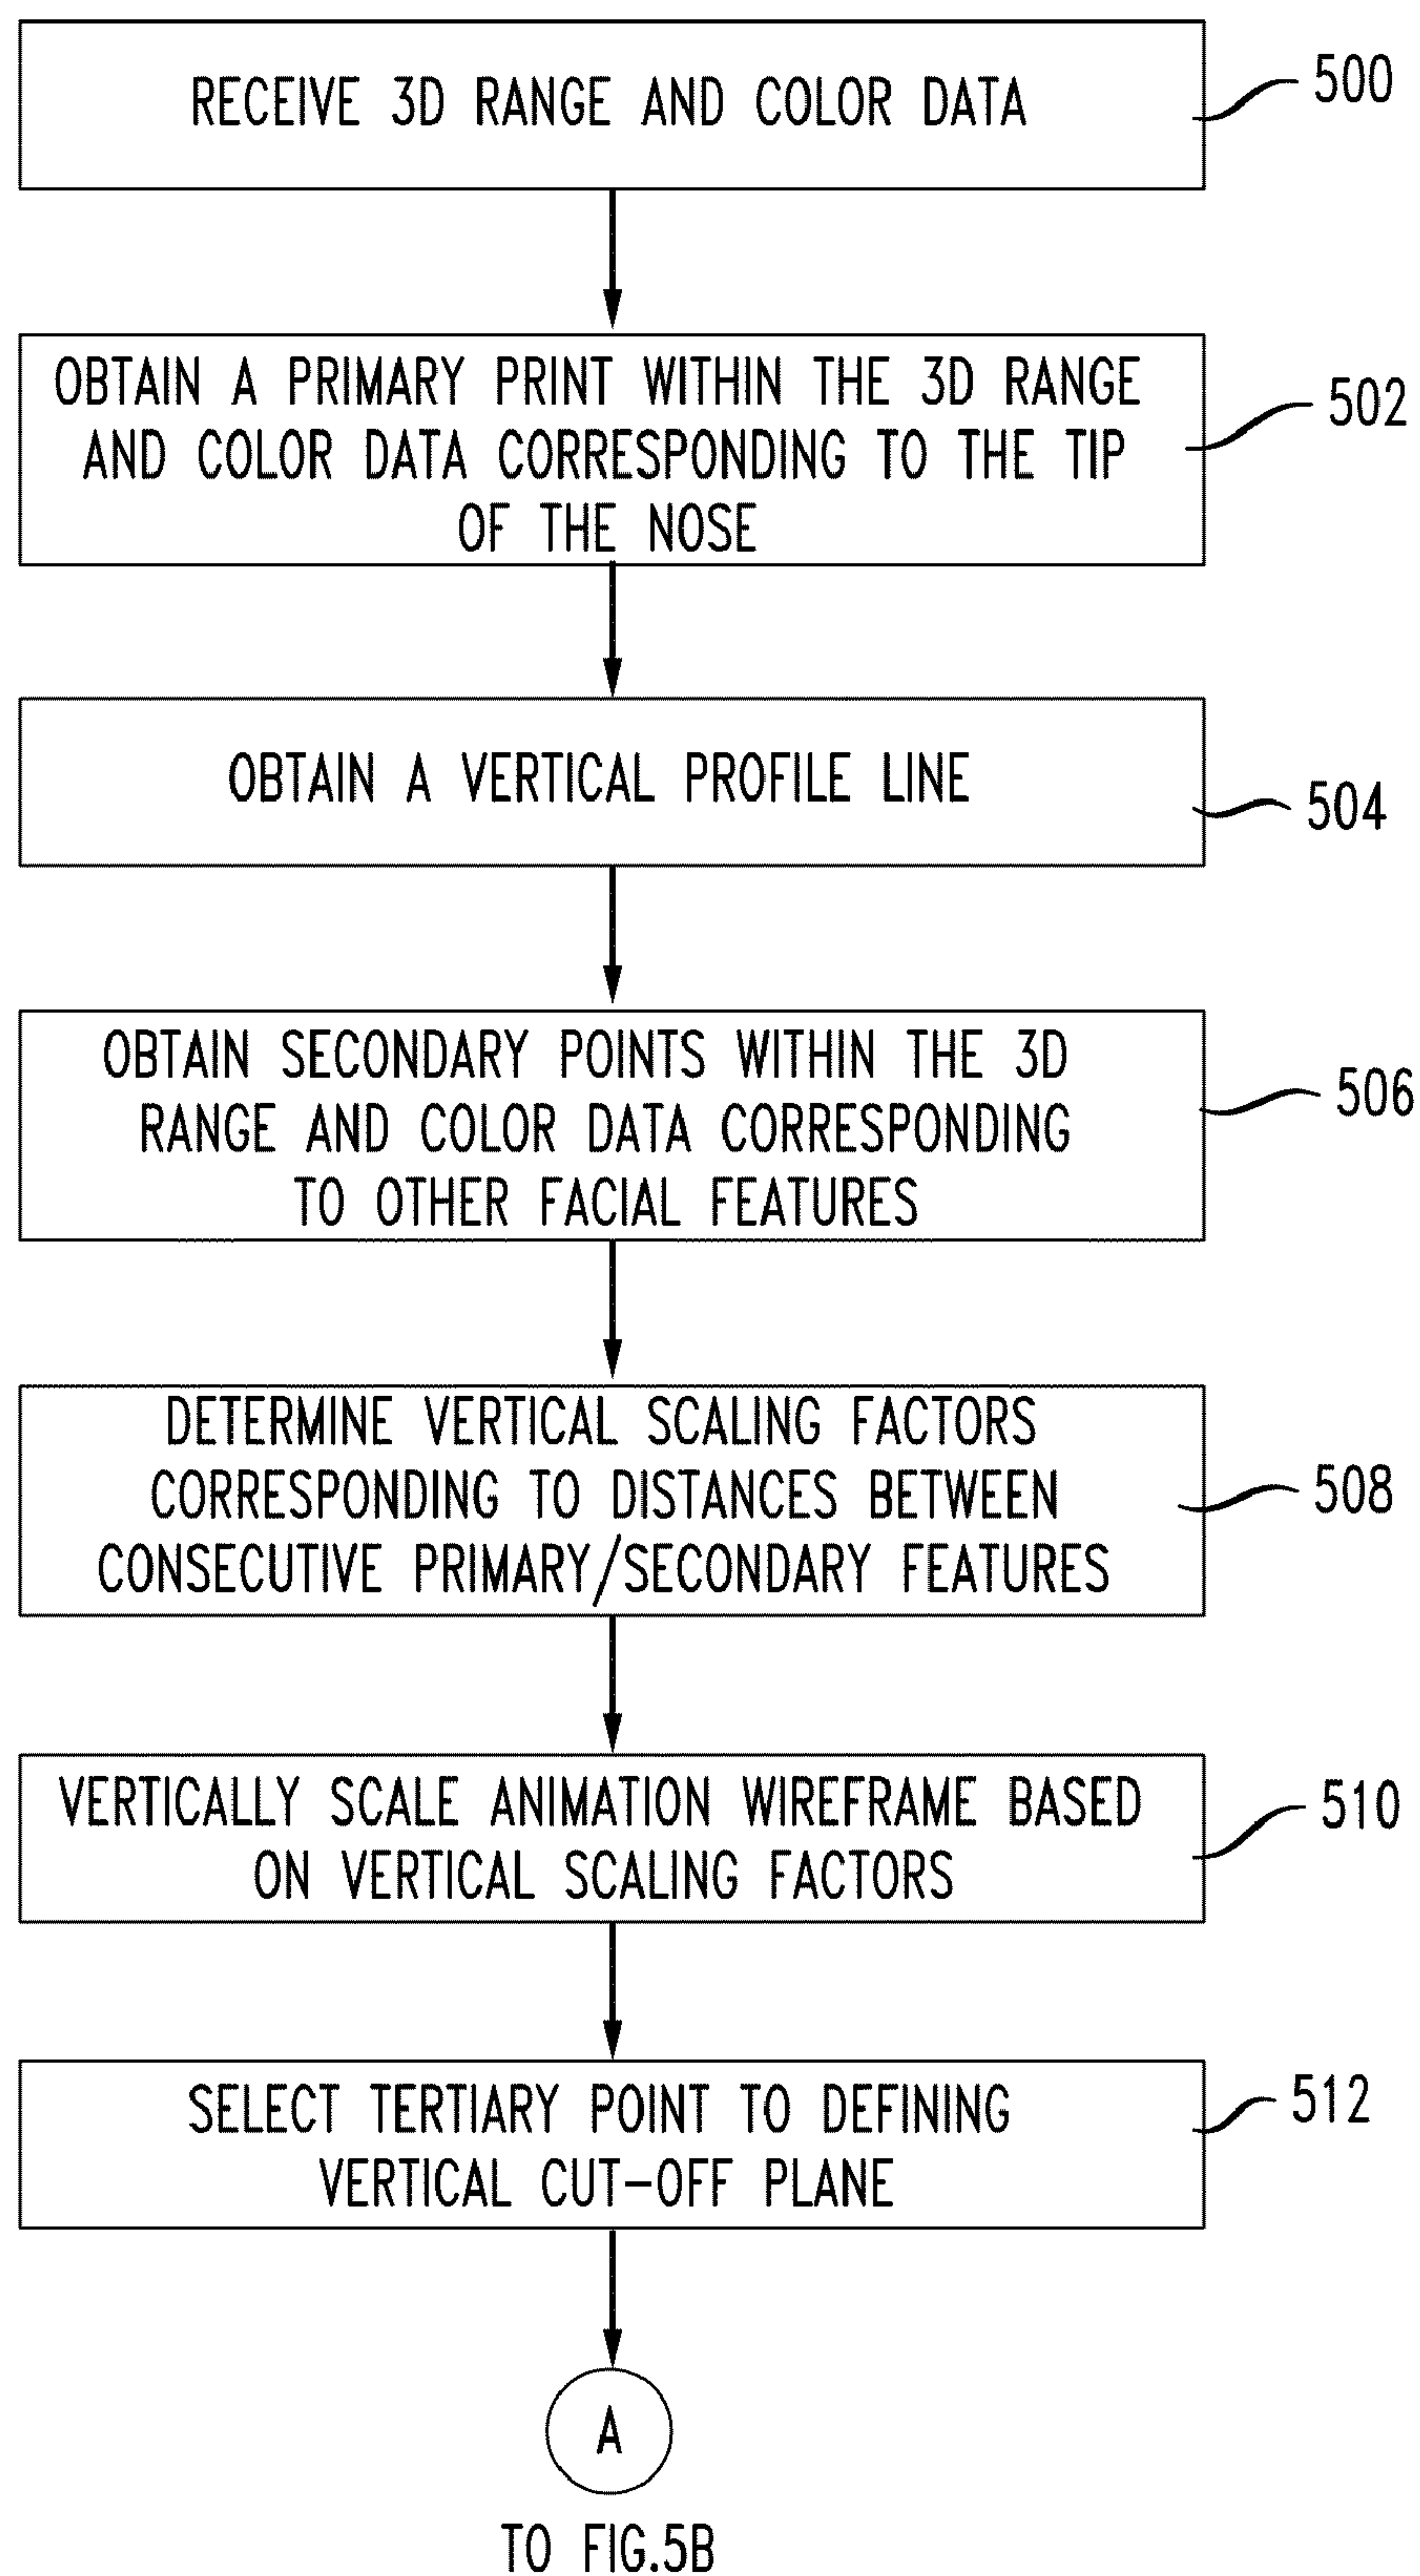 RECEIVE 3D RANGE AND COLOR DATA
500
OBTAIN A PRIMARY PRINT WITHIN THE 3D RANGE
AND COLOR DATA CORRESPONDING TO THE TIP
OF THE NOSE
502
OBTAIN A VERTICAL PROFILE LINE
504
OBTAIN SECONDARY POINTS WITHIN THE 3D
RANGE AND COLOR DATA CORRESPONDING
TO OTHER FACIAL FEATURES
506
DETERMINE VERTICAL SCALING FACTORS
CORRESPONDING TO DISTANCES BETWEEN
CONSECUTIVE PRIMARY/SECONDARY FEATURES
508
VERTICALLY SCALE ANIMATION WIREFRAME BASED
ON VERTICAL SCALING FACTORS
510
SELECT TERTIARY POINT TO DEFINING
VERTICAL CUT-OFF PLANE
512
A
TO FIG.5B